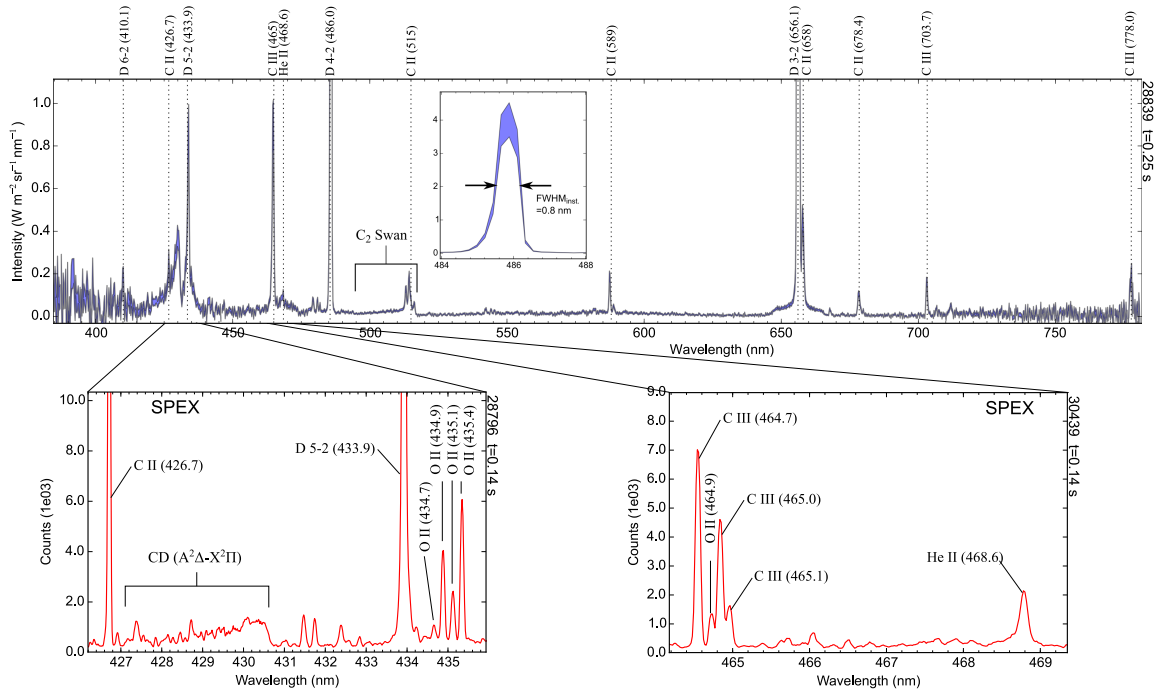 D 6-2 (410.1)
C II (426.7)
D 5-2 (433.9)
C III (465)
He II (468.6)
D 4-2 (486.0)
C II (515)
C II (589)
D 3-2 (656.1)
C II (658)
C II (678.4)
C III (703.7)
C III (778.0)
Intensity (W m⁻² sr⁻¹ nm⁻¹)
1.0
0.8
0.6
0.4
0.2
0.0
400
450
500
550
600
650
700
750
Wavelength (nm)
28839 t=0.25 s
C₂ Swan
4
3
2
1
0
484
486
488
FWHM_inst.
=0.8 nm
SPEX
28796 t=0.14 s
Counts (1e03)
10.0
8.0
6.0
4.0
2.0
0.0
427
428
429
430
431
432
433
434
435
Wavelength (nm)
C II (426.7)
CD (A²Δ-X²Π)
D 5-2 (433.9)
O II (434.7)
O II (434.9)
O II (435.1)
O II (435.4)
SPEX
30439 t=0.14 s
Counts (1e03)
9.0
8.0
7.0
6.0
5.0
4.0
3.0
2.0
1.0
0.0
465
466
467
468
469
Wavelength (nm)
C III (464.7)
O II (464.9)
C III (465.0)
C III (465.1)
He II (468.6)